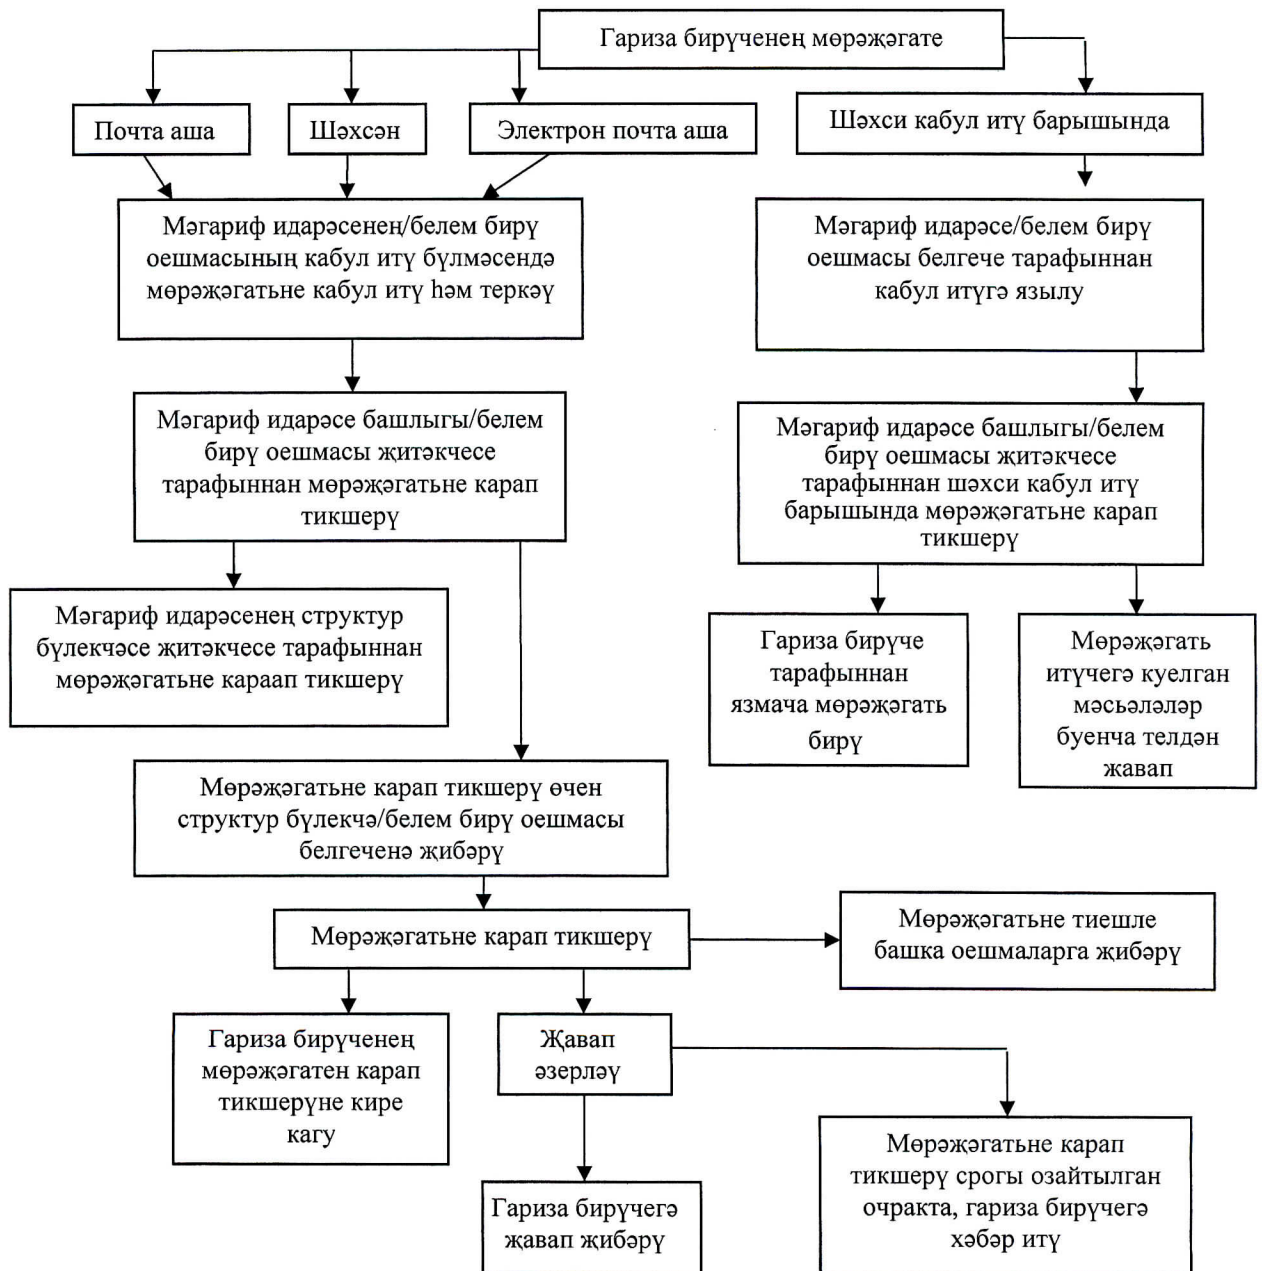 Гариза бирүченең мөрәҗәгате
Почта аша
Шәхсән
Электрон почта аша
Шәхси кабул итү барышында
Мәгариф идарәсенең/белем бирү
оешмасының кабул итү бүлмәсендә
мөрәҗәгатьне кабул итү һәм теркәү
Мәгариф идарәсе/белем бирү
оешмасы белгече тарафыннан
кабул итүгә язылу
Мәгариф идарәсе башлыгы/белем
бирү оешмасы җитәкчесе
тарафыннан мөрәҗәгатьне карап
тикшерү
Мәгариф идарәсе башлыгы/белем
бирү оешмасы җитәкчесе
тарафыннан шәхси кабул итү
барышында мөрәҗәгатьне карап
тикшерү
Мәгариф идарәсенең структур
бүлекчәсе җитәкчесе тарафыннан
мөрәҗәгатьне караап тикшерү
Гариза бирүче
тарафыннан
язмача мөрәҗәгать
бирү
Мөрәҗәгать
итүчегә куелган
мәсьәләләр
буенча телдән
җавап
Мөрәҗәгатьне карап тикшерү өчен
структур бүлекчә/белем бирү оешмасы
белгеченә җибәрү
Мөрәҗәгатьне карап тикшерү
Мөрәҗәгатьне тиешле
башка оешмаларга җибәрү
Гариза бирүченең
мөрәҗәгатен карап
тикшерүне кире
кагу
Җавап
әзерләү
Гариза бирүчегә
җавап җибәрү
Мөрәҗәгатьне карап
тикшерү срогы озайтылган
очракта, гариза бирүчегә
хәбәр итү